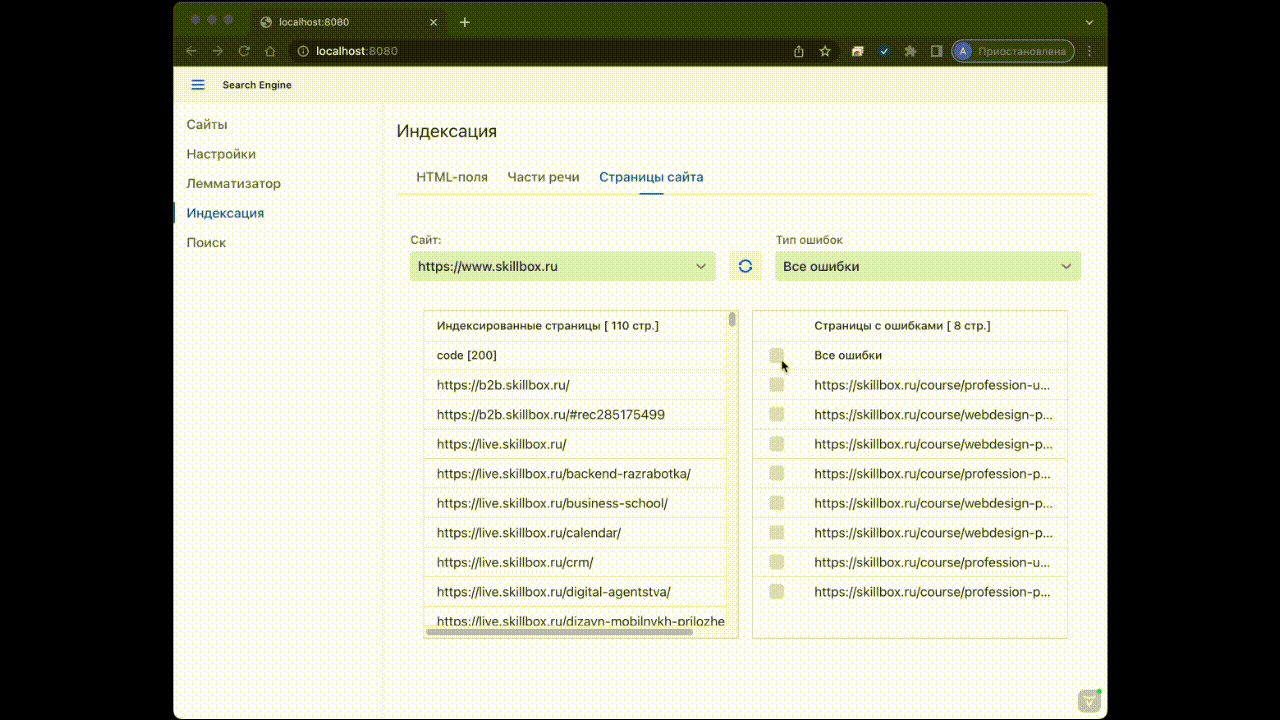 localhost:8080
localhost:8080
A Приостановлена
Search Engine
Сайты
Настройки
Лемматизатор
Индексация
Поиск
Индексация
HTML-поля Части речи Страницы сайта
Сайт:
https://www.skillbox.ru
Тип ошибок
Все ошибки
Индексированные страницы [ 110 стр.]
code [200]
https://b2b.skillbox.ru/
https://b2b.skillbox.ru/#rec285175499
https://live.skillbox.ru/
https://live.skillbox.ru/backend-razrabotka/
https://live.skillbox.ru/business-school/
https://live.skillbox.ru/calendar/
https://live.skillbox.ru/crm/
https://live.skillbox.ru/digital-agentstva/
https://live.skillbox.ru/dizayn-mobilnykh-prilozhe
Страницы с ошибками [ 8 стр.]
Все ошибки
https://skillbox.ru/course/profession-u...
https://skillbox.ru/course/webdesign-p...
https://skillbox.ru/course/webdesign-p...
https://skillbox.ru/course/profession-p...
https://skillbox.ru/course/webdesign-p...
https://skillbox.ru/course/webdesign-p...
https://skillbox.ru/course/profession-u...
https://skillbox.ru/course/profession-p...